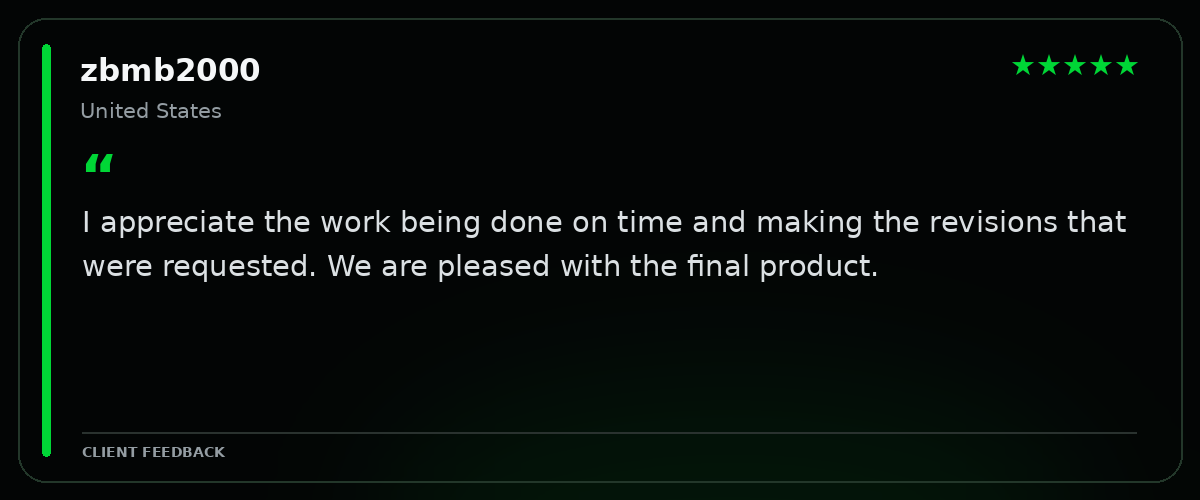 zbmb2000
★★★★★
United States
“
I appreciate the work being done on time and making the revisions that
were requested. We are pleased with the final product.
CLIENT FEEDBACK